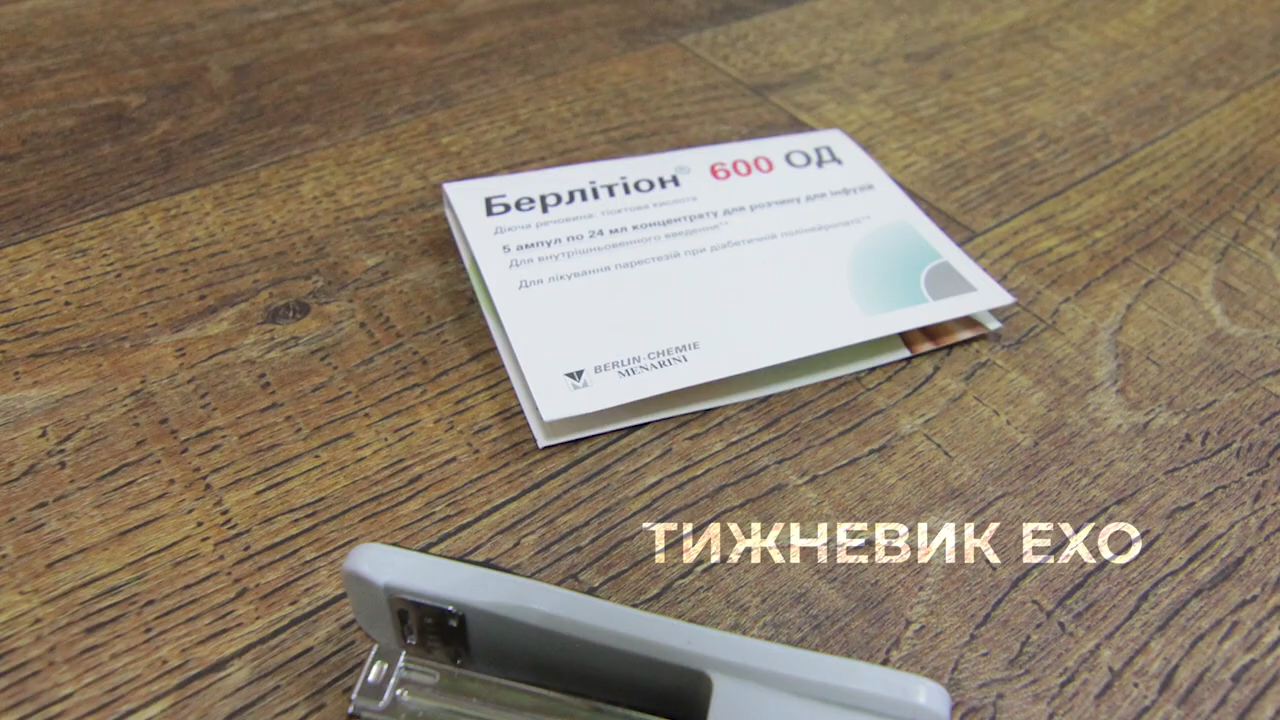 Берлітіон® 600 ОД
Діюча речовина: тіоктова кислота
5 ампул по 24 мл концентрату для розчину для інфузій
Для внутрішньовенного введення**
Для лікування парестезій при діабетичній полінейропатії**
BERLIN-CHEMIE
MENARINI
ТИЖНЕВИК ЕХО